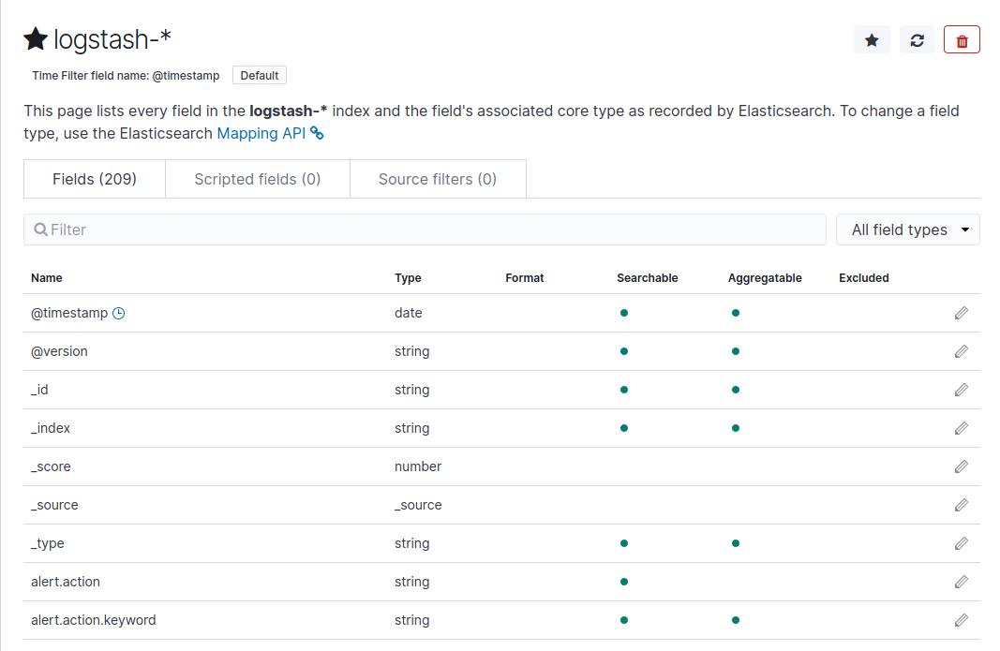 logstash-*
Time Filter field name: @timestamp Default
This page lists every field in the logstash-* index and the field's associated core type as recorded by Elasticsearch. To change a field
type, use the Elasticsearch Mapping API
Fields (209) Scripted fields (0) Source filters (0)
Filter All field types
Name Type Format Searchable Aggregatable Excluded
@timestamp date
@version string
_id string
_index string
_score number
_source _source
_type string
alert.action string
alert.action.keyword string